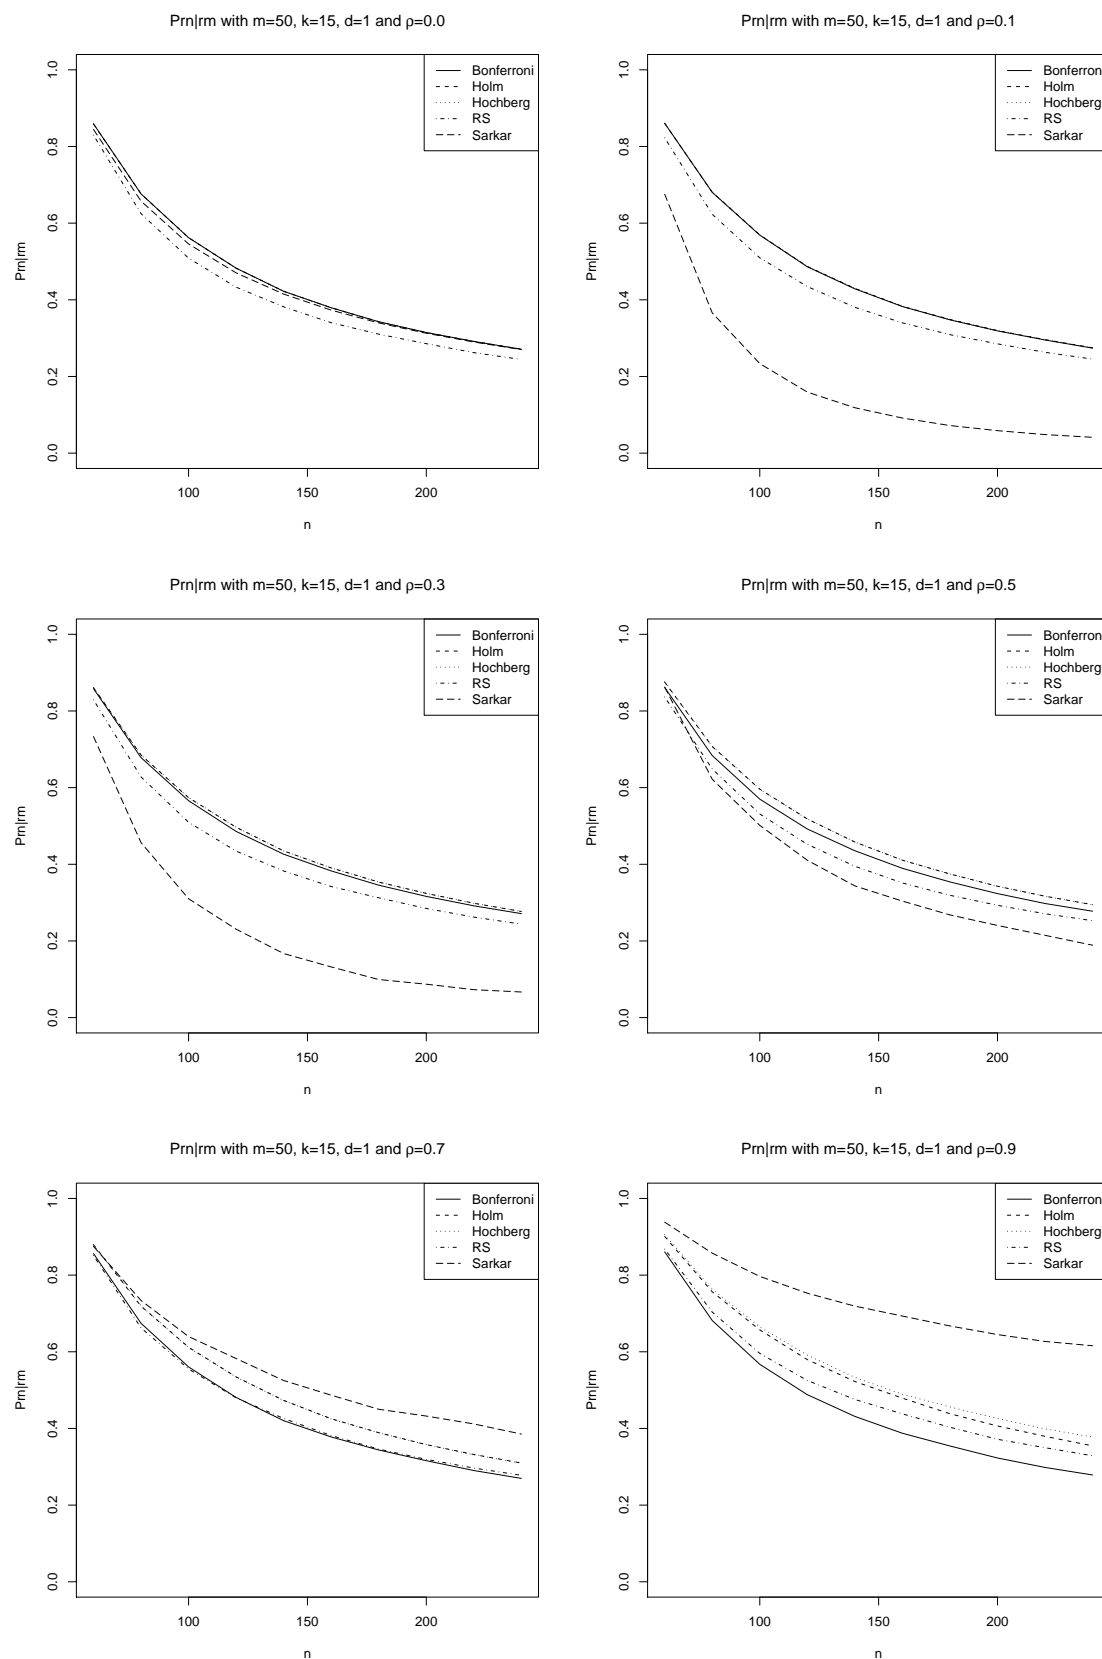 Prn|rm with m=50, k=15, d=1 and ρ=0.0
Prn|rm
0.0
0.2
0.4
0.6
0.8
1.0
Bonferroni
Holm
Hochberg
RS
Sarkar
100
150
200
n
Prn|rm with m=50, k=15, d=1 and ρ=0.1
Prn|rm
0.0
0.2
0.4
0.6
0.8
1.0
Bonferron
Holm
Hochberg
RS
Sarkar
100
150
200
n
Prn|rm with m=50, k=15, d=1 and ρ=0.3
Prn|rm
0.0
0.2
0.4
0.6
0.8
1.0
Bonferroni
Holm
Hochberg
RS
Sarkar
100
150
200
n
Prn|rm with m=50, k=15, d=1 and ρ=0.5
Prn|rm
0.0
0.2
0.4
0.6
0.8
1.0
Bonferron
Holm
Hochberg
RS
Sarkar
100
150
200
n
Prn|rm with m=50, k=15, d=1 and ρ=0.7
Prn|rm
0.0
0.2
0.4
0.6
0.8
1.0
Bonferroni
Holm
Hochberg
RS
Sarkar
100
150
200
n
Prn|rm with m=50, k=15, d=1 and ρ=0.9
Prn|rm
0.0
0.2
0.4
0.6
0.8
1.0
Bonferron
Holm
Hochberg
RS
Sarkar
100
150
200
n